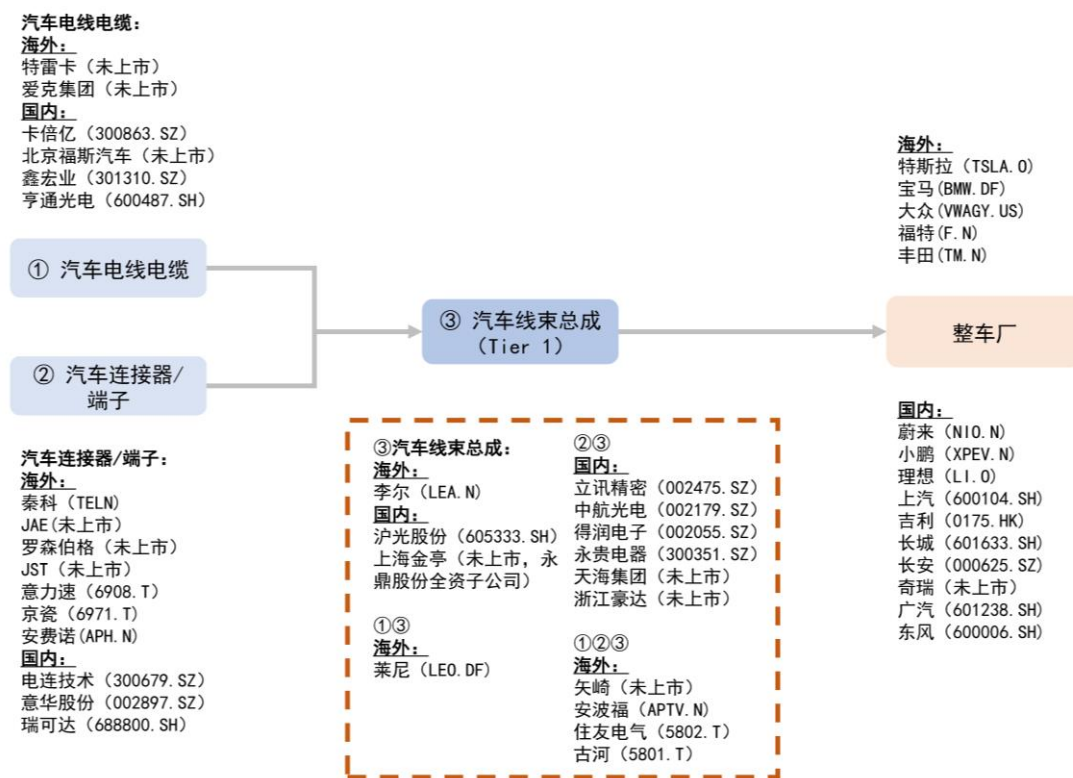 汽车电线电缆：
海外：
特雷卡（未上市）
爱克集团（未上市）
国内：
卡倍亿（300863.SZ）
北京福斯汽车（未上市）
鑫宏业（301310.SZ）
亨通光电（600487.SH）
① 汽车电线电缆
② 汽车连接器/
端子
汽车连接器/端子：
海外：
秦科（TELN）
JAE(未上市）
罗森伯格（未上市）
JST（未上市）
意力速（6908.T）
京瓷（6971.T）
安费诺(APH.N）
国内：
电连技术（300679.SZ）
意华股份（002897.SZ）
瑞可达（688800.SH）
③ 汽车线束总成
（Tier 1）
③汽车线束总成：
海外：
李尔（LEA.N）
国内：
沪光股份（605333.SH）
上海金亭（未上市，永
鼎股份全资子公司）
①③
海外：
莱尼（LEO.DF）
②③
国内：
立讯精密（002475.SZ）
中航光电（002179.SZ）
得润电子（002055.SZ）
永贵电器（300351.SZ）
天海集团（未上市）
浙江豪达（未上市）
①②③
海外：
矢崎（未上市）
安波福（APTV.N）
住友电气（5802.T）
古河（5801.T）
海外：
特斯拉（TSLA.O）
宝马(BMW.DF)
大众(VWAGY.US)
福特(F.N)
丰田(TM.N)
整车厂
国内：
蔚来（NIO.N）
小鹏（XPEV.N）
理想（LI.O）
上汽（600104.SH）
吉利（0175.HK）
长城（601633.SH）
长安（000625.SZ）
奇瑞（未上市）
广汽（601238.SH）
东风（600006.SH）